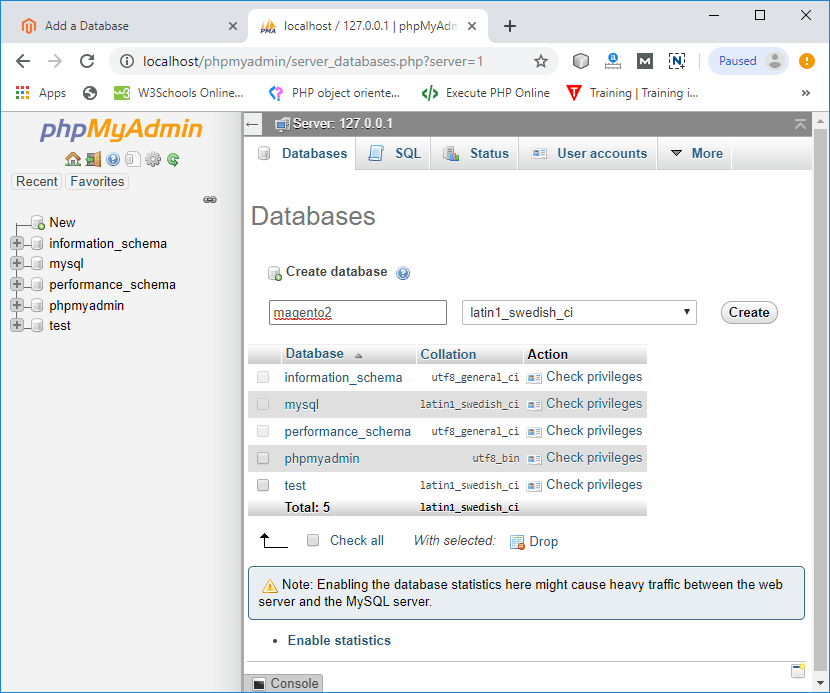 Add a Database
localhost / 127.0.0.1 | phpMyAdm
localhost/phpmyadmin/server_databases.php?server=1
Paused
Apps
W3Schools Online...
PHP object oriente...
Execute PHP Online
Training | Training i...
phpMyAdmin
Recent
Favorites
New
information_schema
mysql
performance_schema
phpmyadmin
test
Server: 127.0.0.1
Databases
SQL
Status
User accounts
More
Databases
Create database
magento2
latin1_swedish_ci
Create
Database Collation Action
information_schema utf8_general_ci Check privileges
mysql latin1_swedish_ci Check privileges
performance_schema utf8_general_ci Check privileges
phpmyadmin utf8_bin Check privileges
test latin1_swedish_ci Check privileges
Total: 5 latin1_swedish_ci
Check all With selected: Drop
Note: Enabling the database statistics here might cause heavy traffic between the web
server and the MySQL server.
• Enable statistics
Console